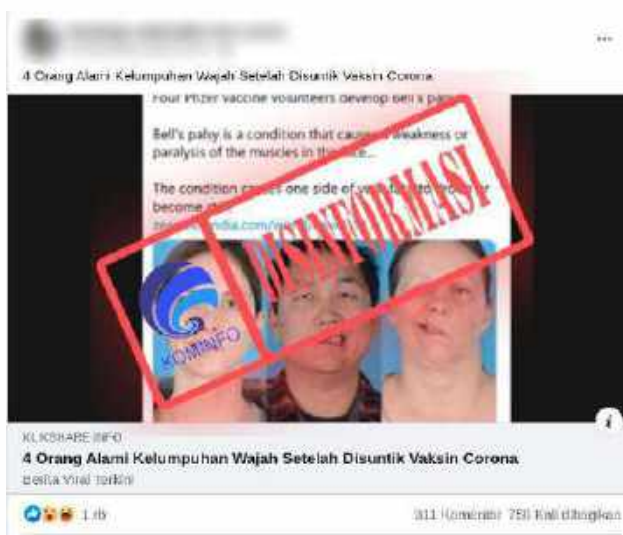 4 Orang Alami Kelumpuhan Wajah Setelah Disuntik Vaksin Corona
Four Pfizer vaccine volunteers develop Bell's
Bell's palsy is a condition that weakness or
paralysis of the muscles in the
The condition one side of
become
DISINFORMASI
KOMINFO
KLIKSHARE.INFO
4 Orang Alami Kelumpuhan Wajah Setelah Disuntik Vaksin Corona
Berita Viral Terkini
1 rb
311 Komentar 758 Kali dibagikan